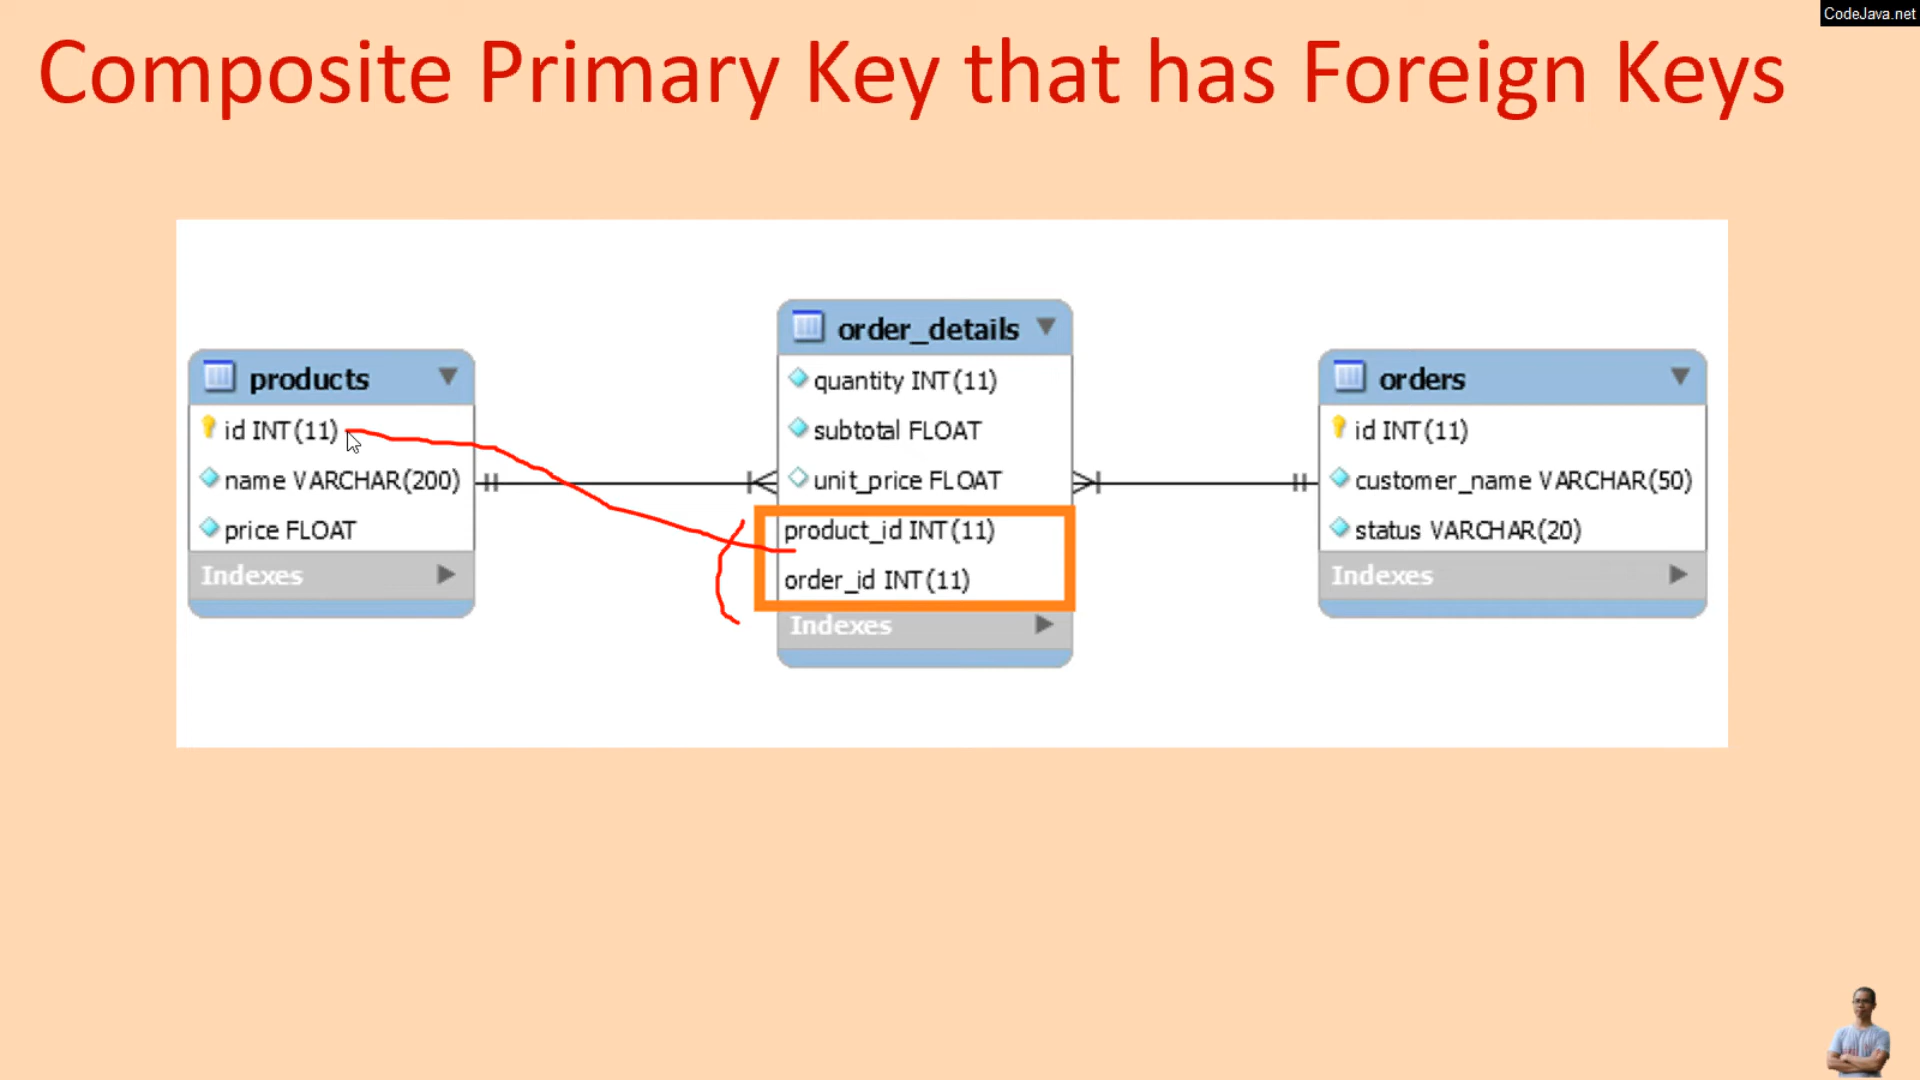 CodeJava.net
Composite Primary Key that has Foreign Keys
products
id INT(11)
name VARCHAR(200)
price FLOAT
Indexes
order_details
quantity INT(11)
subtotal FLOAT
unit_price FLOAT
product_id INT(11)
order_id INT(11)
Indexes
orders
id INT(11)
customer_name VARCHAR(50)
status VARCHAR(20)
Indexes